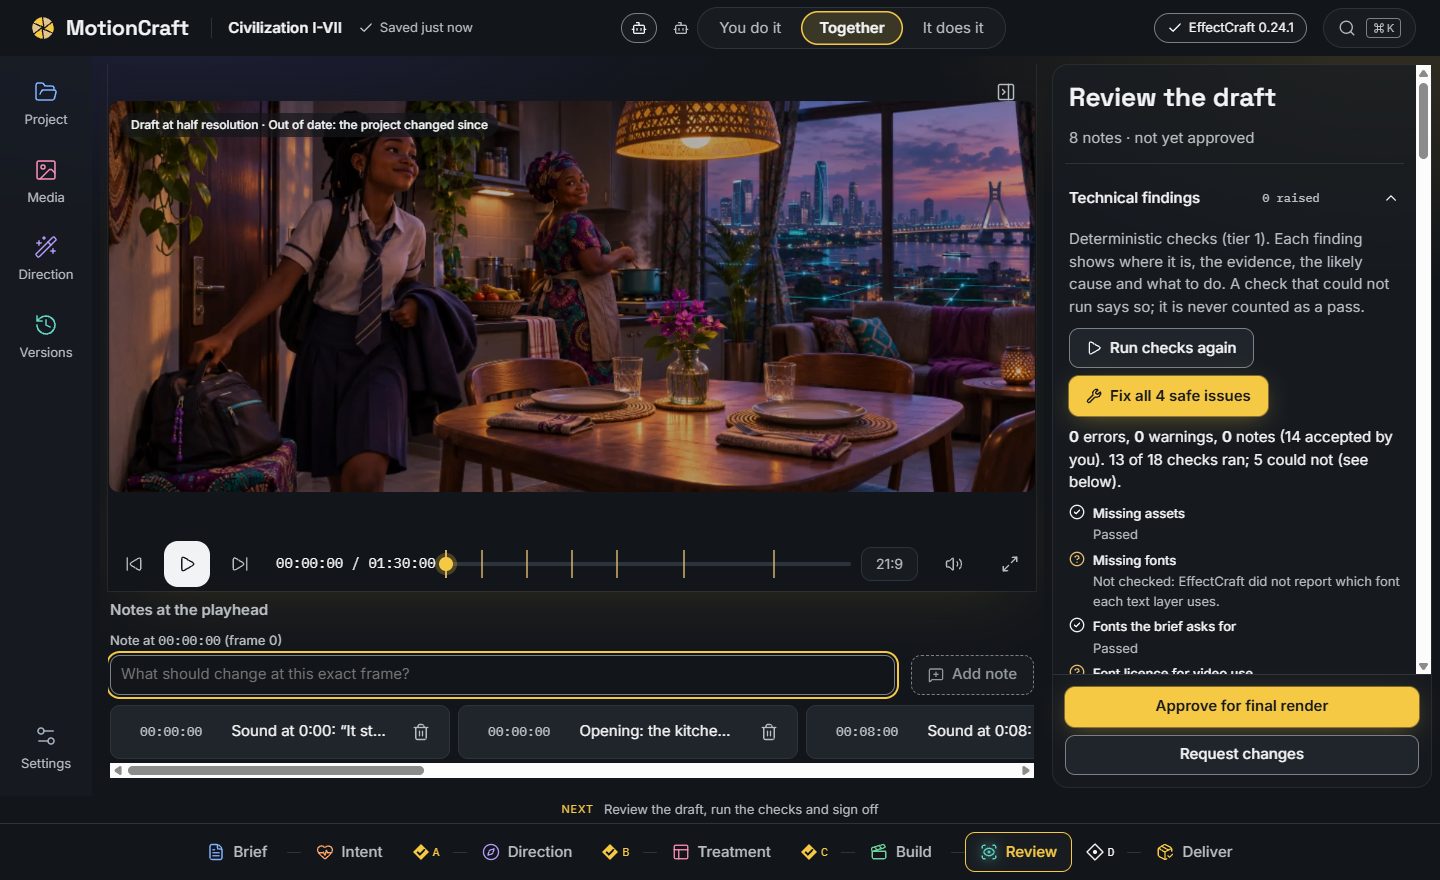 MotionCraft
Civilization I-VII
Saved just now
You do it
Together
It does it
EffectCraft 0.24.1
⌘K
Project
Media
Direction
Versions
Settings
Draft at half resolution · Out of date: the project changed since
00:00:00 / 01:30:00
21:9
Notes at the playhead
Note at 00:00:00 (frame 0)
What should change at this exact frame?
Add note
00:00:00 Sound at 0:00: “It st...
00:00:00 Opening: the kitche...
00:08:00 Sound at 0:08:
Review the draft
8 notes · not yet approved
Technical findings
0 raised
Deterministic checks (tier 1). Each finding
shows where it is, the evidence, the likely
cause and what to do. A check that could not
run says so; it is never counted as a pass.
Run checks again
Fix all 4 safe issues
0 errors, 0 warnings, 0 notes (14 accepted by
you). 13 of 18 checks ran; 5 could not (see
below).
Missing assets
Passed
Missing fonts
Not checked: EffectCraft did not report which font
each text layer uses.
Fonts the brief asks for
Passed
Font licence for video use
Approve for final render
Request changes
NEXT Review the draft, run the checks and sign off
Brief
Intent
A
Direction
B
Treatment
C
Build
Review
D
Deliver